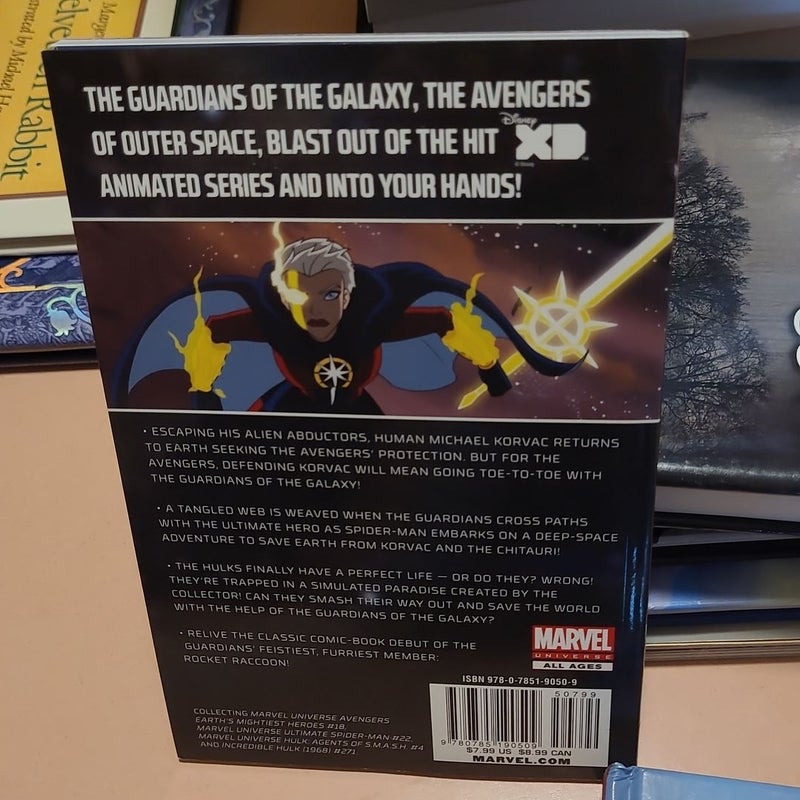 Margery
elveteen Rabbit
strated by Michael Ha
THE GUARDIANS OF THE GALAXY, THE AVENGERS
OF OUTER SPACE, BLAST OUT OF THE HIT Disney XD
© Disney
ANIMATED SERIES AND INTO YOUR HANDS!
• ESCAPING HIS ALIEN ABDUCTORS, HUMAN MICHAEL KORVAC RETURNS
TO EARTH SEEKING THE AVENGERS' PROTECTION. BUT FOR THE
AVENGERS, DEFENDING KORVAC WILL MEAN GOING TOE-TO-TOE WITH
THE GUARDIANS OF THE GALAXY!
• A TANGLED WEB IS WEAVED WHEN THE GUARDIANS CROSS PATHS
WITH THE ULTIMATE HERO AS SPIDER-MAN EMBARKS ON A DEEP-SPACE
ADVENTURE TO SAVE EARTH FROM KORVAC AND THE CHITAURI!
• THE HULKS FINALLY HAVE A PERFECT LIFE — OR DO THEY? WRONG!
THEY'RE TRAPPED IN A SIMULATED PARADISE CREATED BY THE
COLLECTOR! CAN THEY SMASH THEIR WAY OUT AND SAVE THE WORLD
WITH THE HELP OF THE GUARDIANS OF THE GALAXY?
• RELIVE THE CLASSIC COMIC-BOOK DEBUT OF THE
GUARDIANS' FEISTIEST, FURRIEST MEMBER:
ROCKET RACCOON!
MARVEL
UNIVERSE
ALL AGES
ISBN 978-0-7851-9050-9
50799
9 780785 190509
$7.99 US $8.99 CAN
MARVEL.COM
COLLECTING MARVEL UNIVERSE AVENGERS
EARTH'S MIGHTIEST HEROES #18,
MARVEL UNIVERSE ULTIMATE SPIDER-MAN #22,
MARVEL UNIVERSE HULK: AGENTS OF S.M.A.S.H. #4
AND INCREDIBLE HULK (1968) #271.